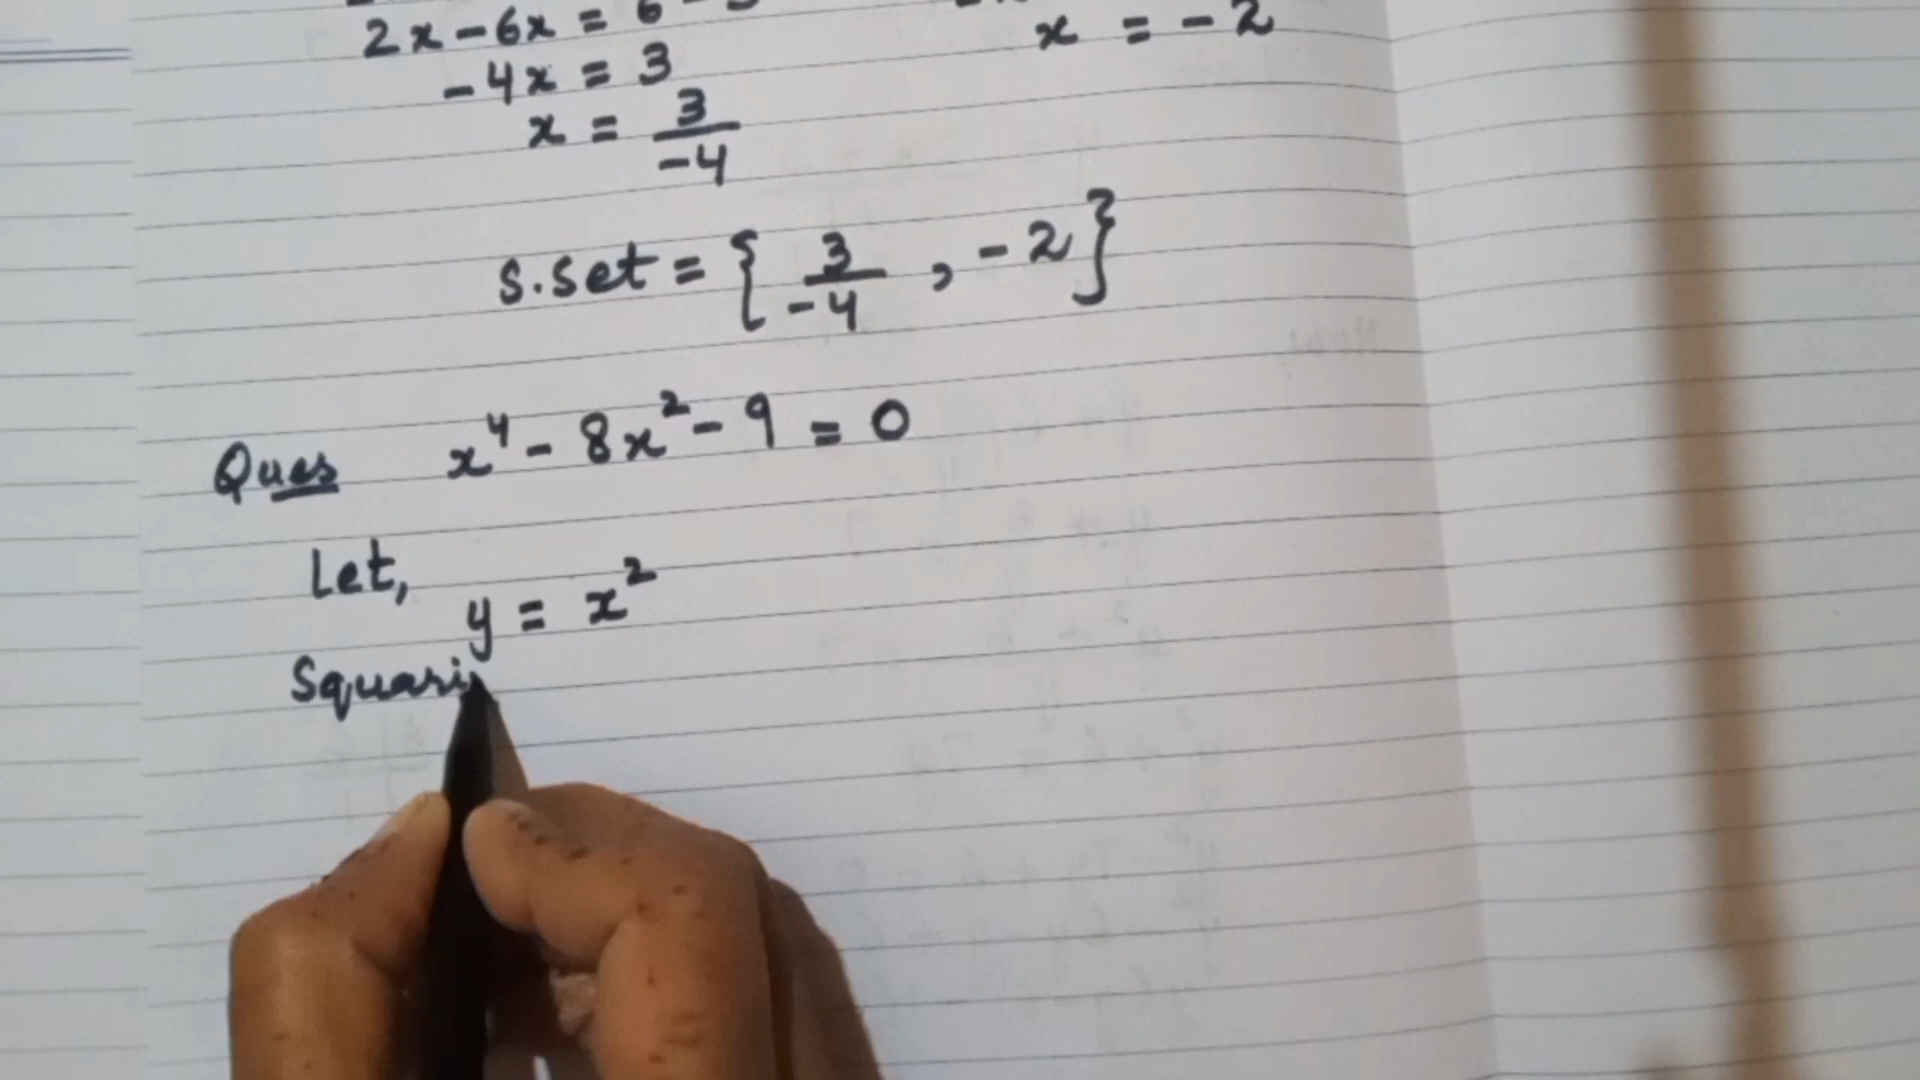 2x - 6x = 6 -
x = - 2
- 4x = 3
x = 3/-4
S.set = { 3/-4 , - 2 }
Ques x⁴ - 8x² - 9 = 0
Let,
y = x²
Squari